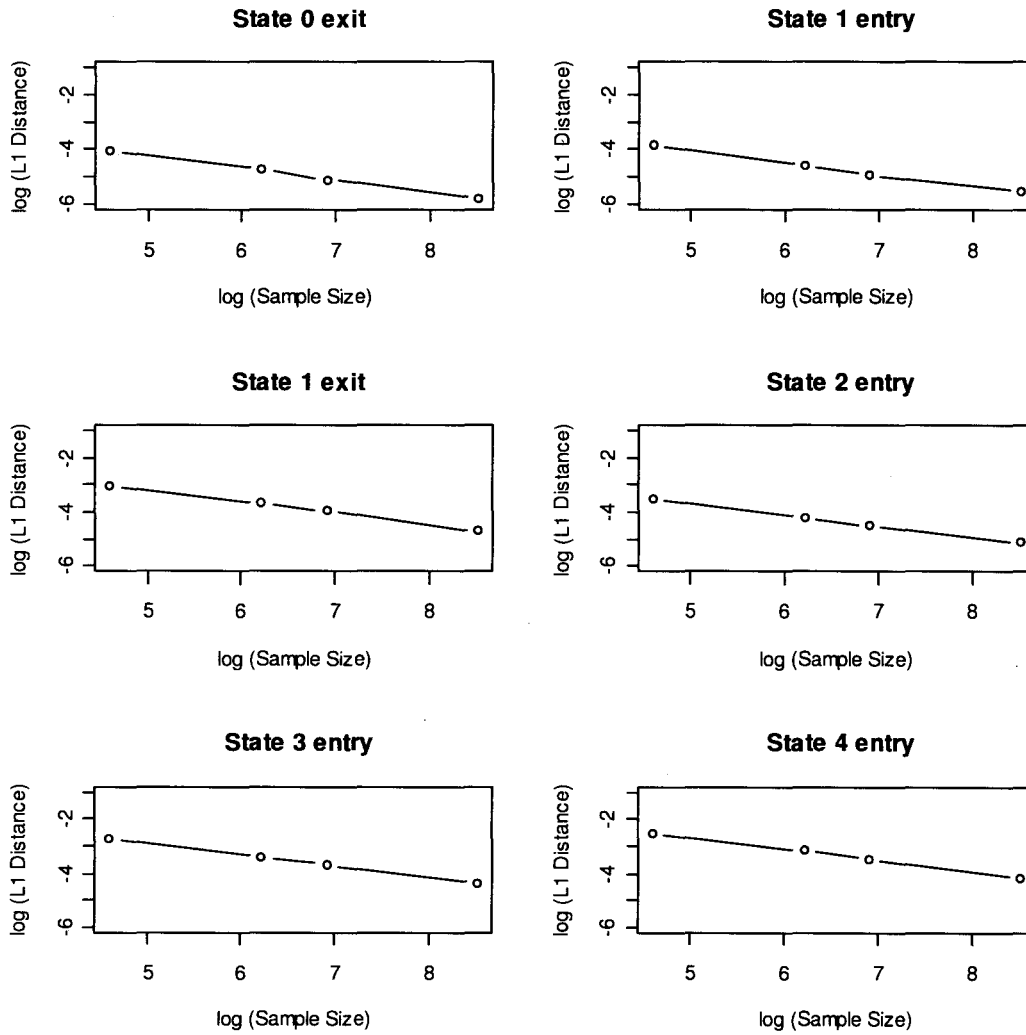 State 0 exit
log (L1 Distance)
-2
-4
-6
5 6 7 8
log (Sample Size)
State 1 entry
log (L1 Distance)
-2
-4
-6
5 6 7 8
log (Sample Size)
State 1 exit
log (L1 Distance)
-2
-4
-6
5 6 7 8
log (Sample Size)
State 2 entry
log (L1 Distance)
-2
-4
-6
5 6 7 8
log (Sample Size)
State 3 entry
log (L1 Distance)
-2
-4
-6
5 6 7 8
log (Sample Size)
State 4 entry
log (L1 Distance)
-2
-4
-6
5 6 7 8
log (Sample Size)